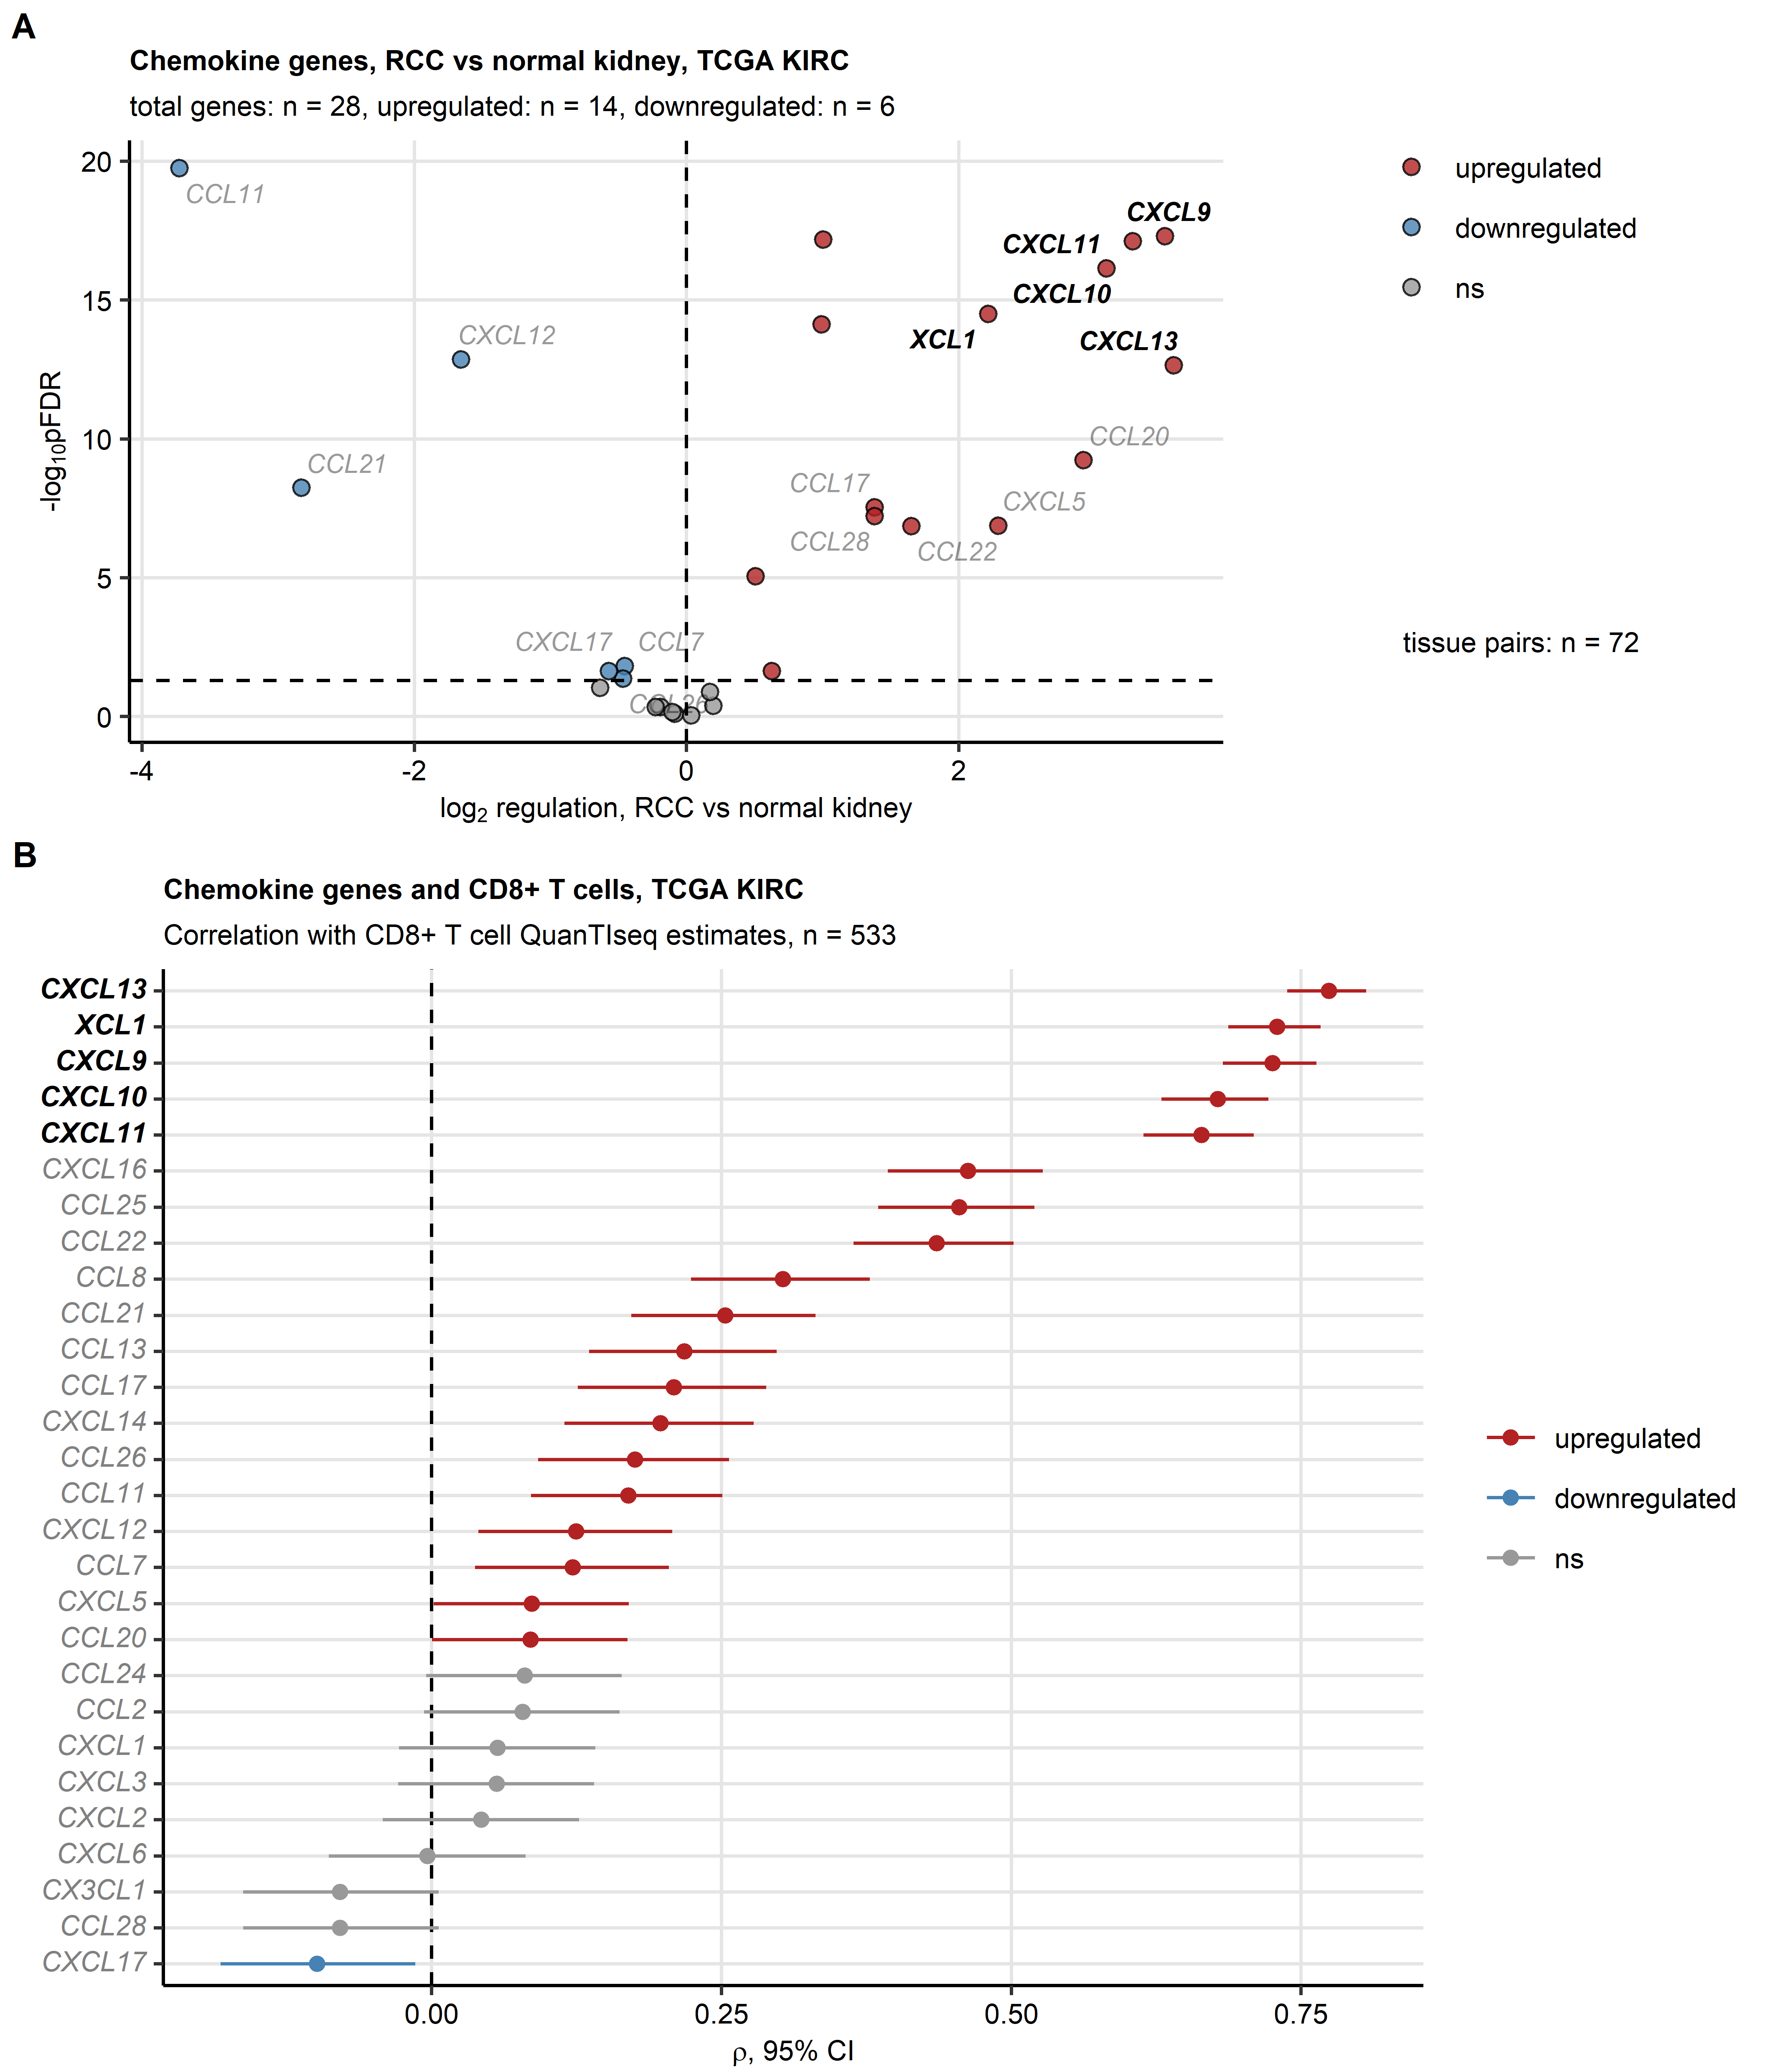 A
Chemokine genes, RCC vs normal kidney, TCGA KIRC
total genes: n = 28, upregulated: n = 14, downregulated: n = 6
-log10pFDR
20
15
10
5
0
CCL11
CXCL12
CCL21
CXCL9
CXCL11
CXCL10
XCL1
CXCL13
CCL20
CCL17
CXCL5
CCL28
CCL22
CXCL17
CCL7
CCL26
-4
-2
0
2
log2 regulation, RCC vs normal kidney
upregulated
downregulated
ns
tissue pairs: n = 72
B
Chemokine genes and CD8+ T cells, TCGA KIRC
Correlation with CD8+ T cell QuanTIseq estimates, n = 533
CXCL13
XCL1
CXCL9
CXCL10
CXCL11
CXCL16
CCL25
CCL22
CCL8
CCL21
CCL13
CCL17
CXCL14
CCL26
CCL11
CXCL12
CCL7
CXCL5
CCL20
CCL24
CCL2
CXCL1
CXCL3
CXCL2
CXCL6
CX3CL1
CCL28
CXCL17
0.00
0.25
0.50
0.75
ρ, 95% CI
upregulated
downregulated
ns